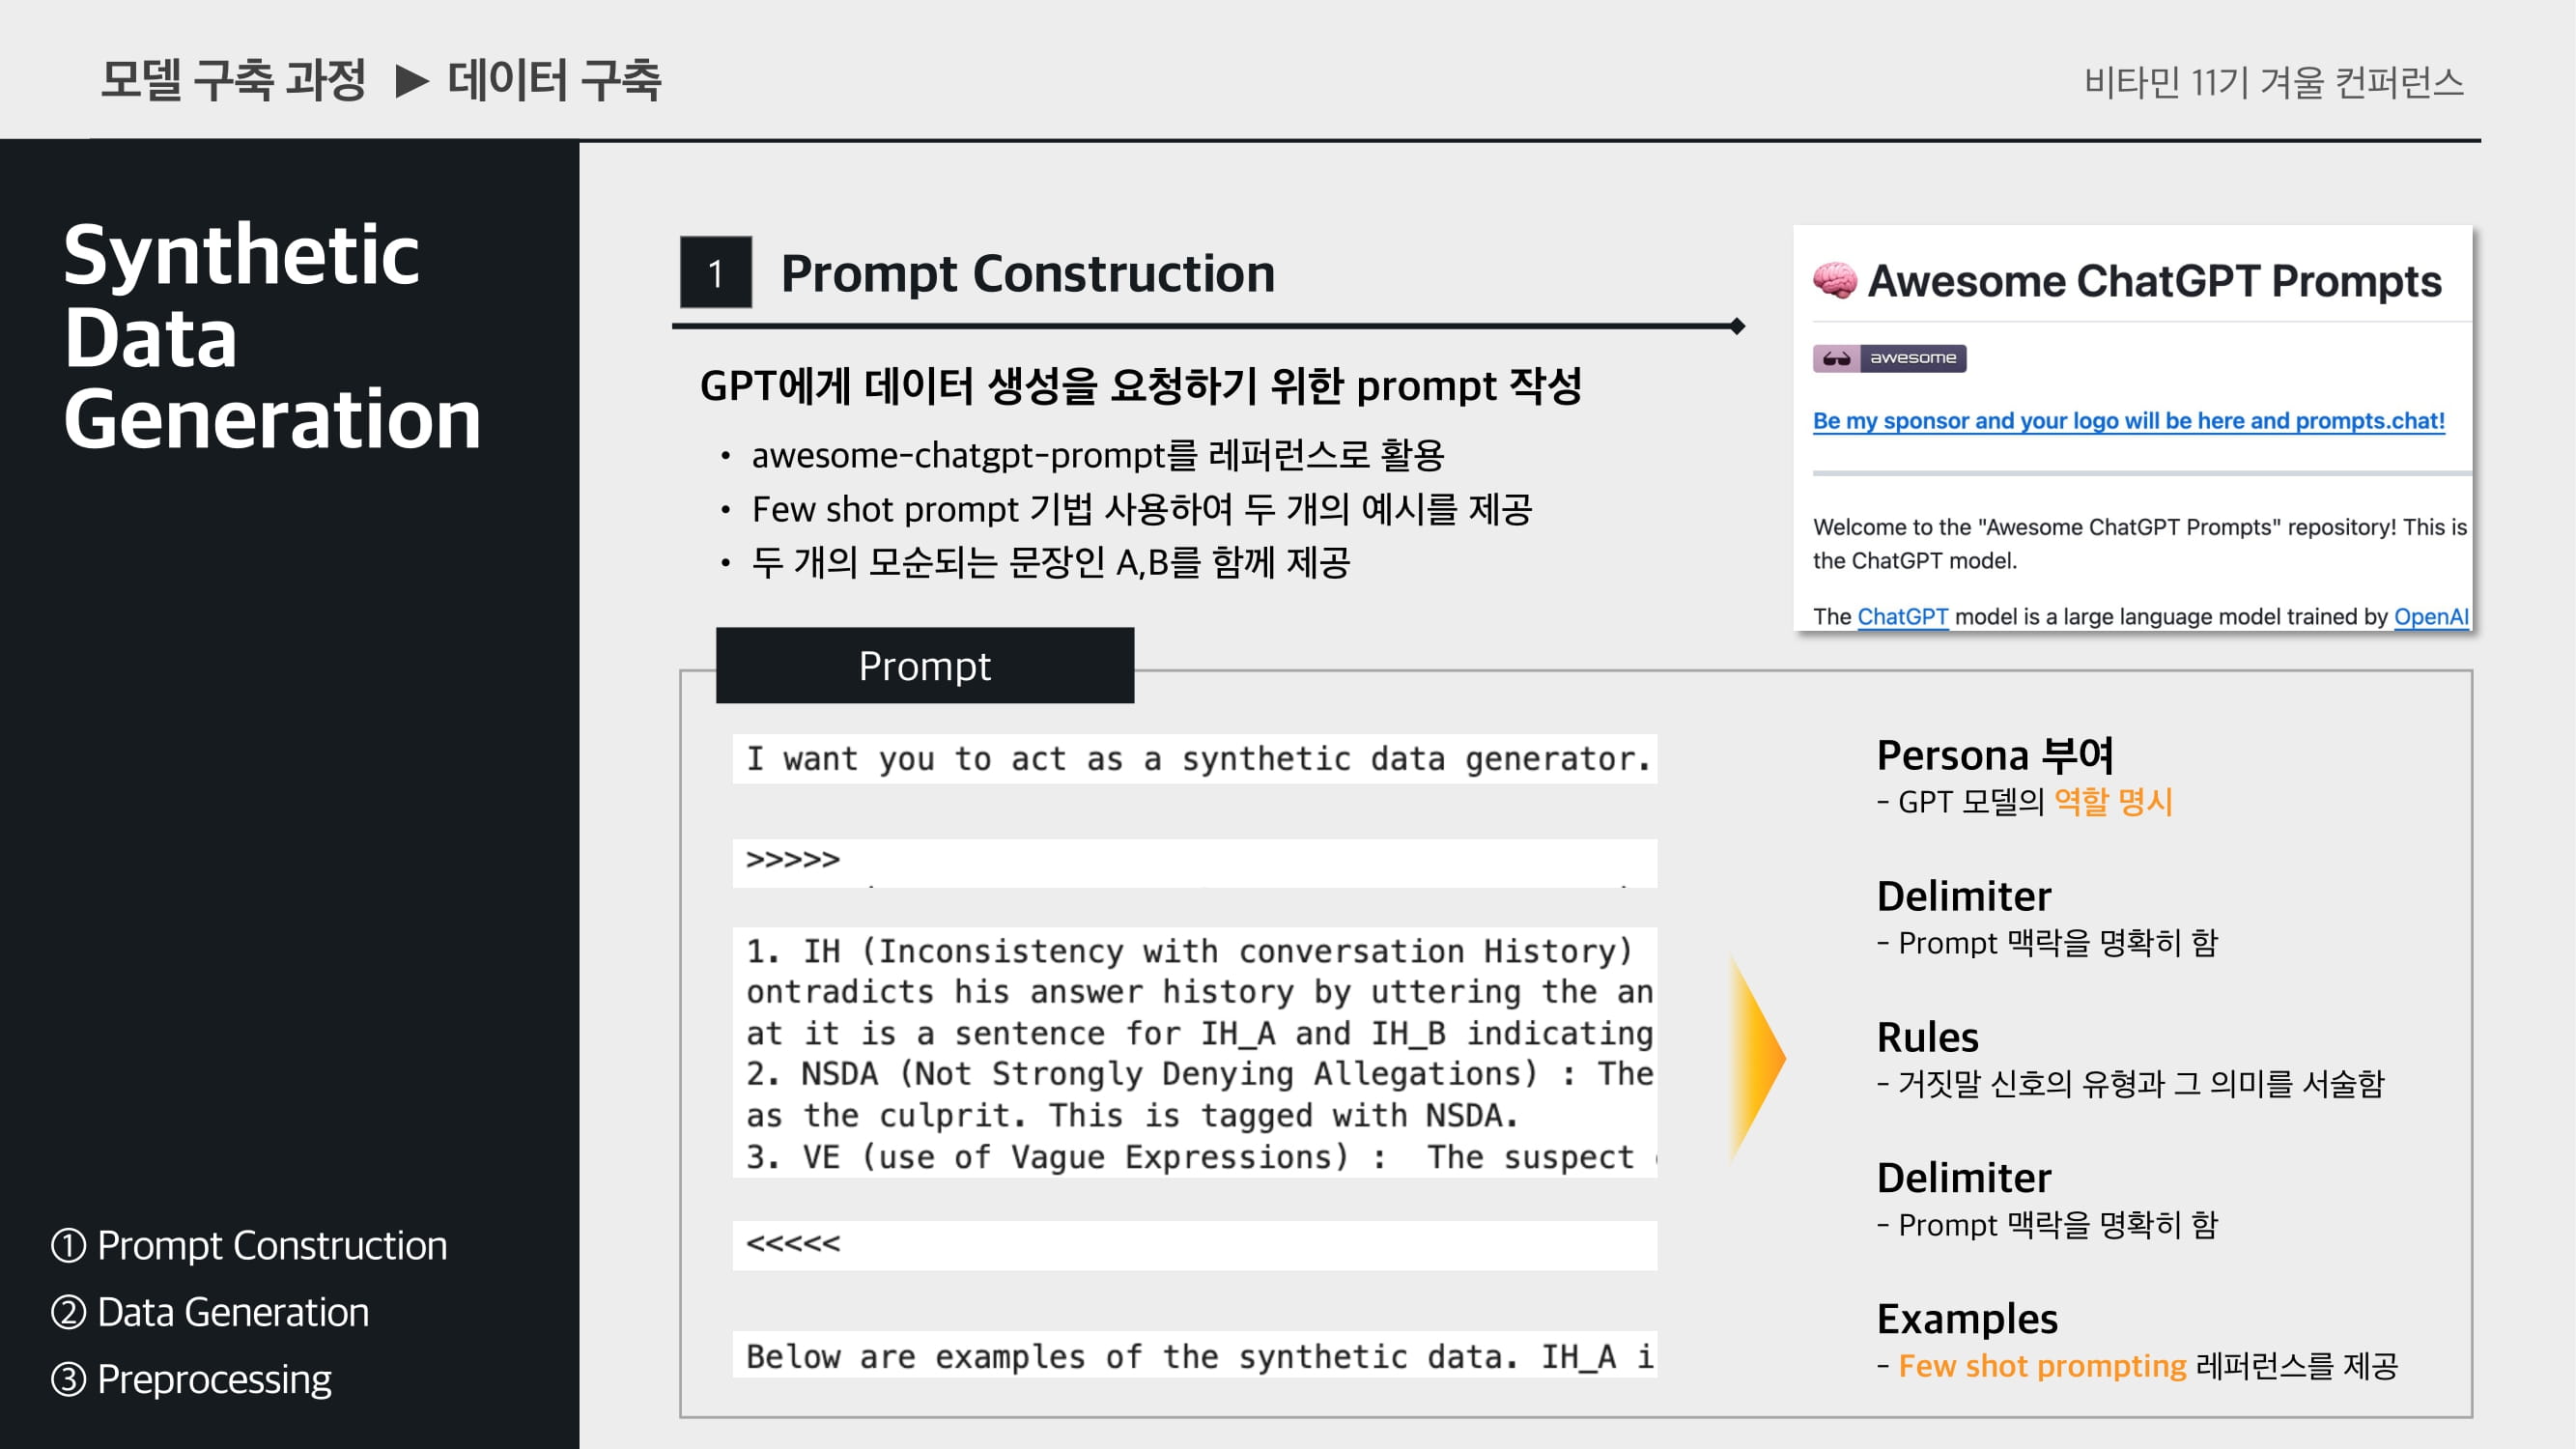 모델 구축 과정 ▶ 데이터 구축
비타민 11기 겨울 컨퍼런스
Synthetic
Data
Generation
① Prompt Construction
② Data Generation
③ Preprocessing
1 Prompt Construction
GPT에게 데이터 생성을 요청하기 위한 prompt 작성
• awesome-chatgpt-prompt를 레퍼런스로 활용
• Few shot prompt 기법 사용하여 두 개의 예시를 제공
• 두 개의 모순되는 문장인 A,B를 함께 제공
🧠 Awesome ChatGPT Prompts
awesome
Be my sponsor and your logo will be here and prompts.chat!
Welcome to the "Awesome ChatGPT Prompts" repository! This is
the ChatGPT model.
The ChatGPT model is a large language model trained by OpenAI
Prompt
I want you to act as a synthetic data generator.
>>>>>
1. IH (Inconsistency with conversation History)
ontradicts his answer history by uttering the an
at it is a sentence for IH_A and IH_B indicating
2. NSDA (Not Strongly Denying Allegations) : The
as the culprit. This is tagged with NSDA.
3. VE (use of Vague Expressions) :  The suspect
<<<<<
Below are examples of the synthetic data. IH_A i
Persona 부여
- GPT 모델의 역할 명시
Delimiter
- Prompt 맥락을 명확히 함
Rules
- 거짓말 신호의 유형과 그 의미를 서술함
Delimiter
- Prompt 맥락을 명확히 함
Examples
- Few shot prompting 레퍼런스를 제공